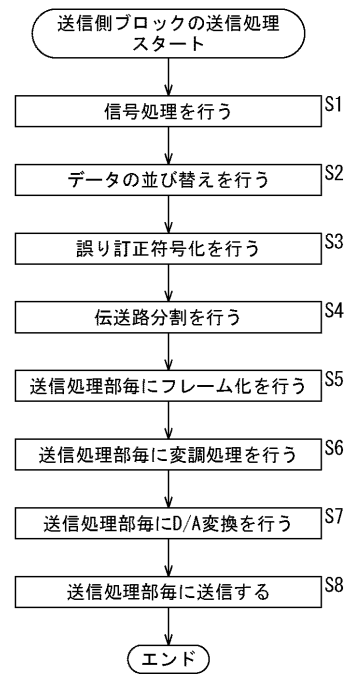 送信側ブロックの送信処理
スタート
信号処理を行う
S1
データの並び替えを行う
S2
誤り訂正符号化を行う
S3
伝送路分割を行う
S4
送信処理部毎にフレーム化を行う
S5
送信処理部毎に変調処理を行う
S6
送信処理部毎にD/A変換を行う
S7
送信処理部毎に送信する
S8
エンド